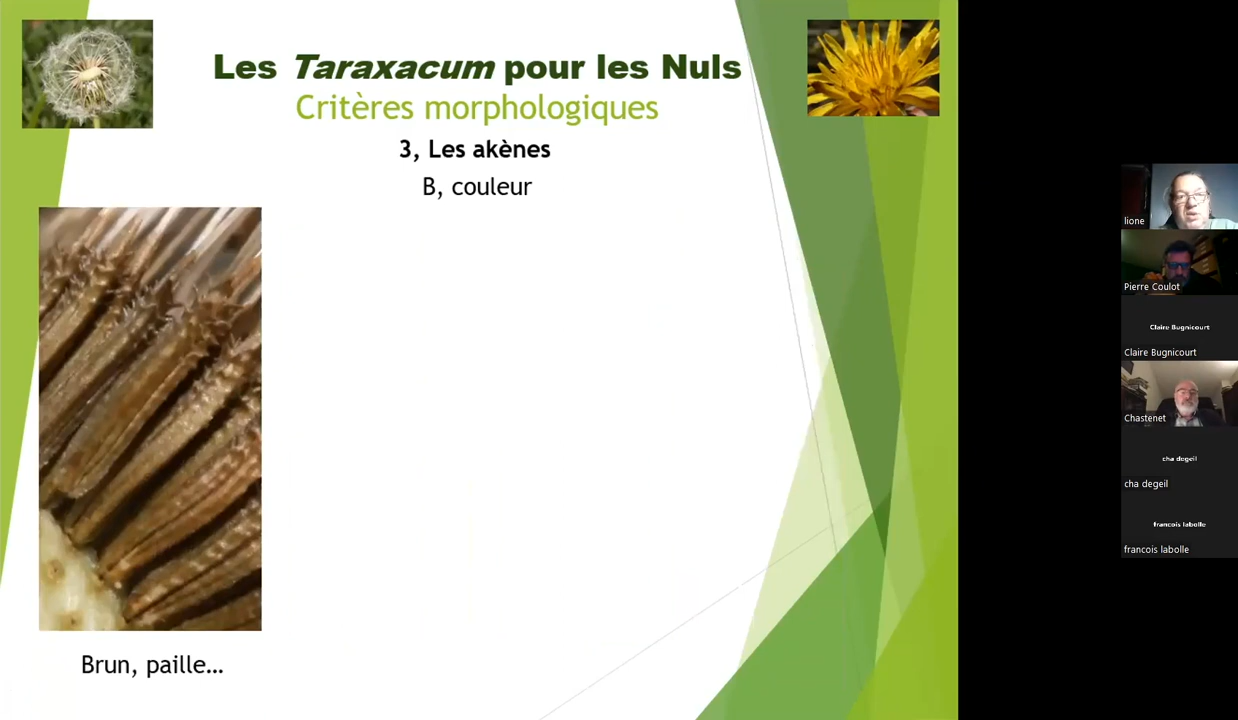 Les Taraxacum pour les Nuls
Critères morphologiques
3, Les akènes
B, couleur
Brun, paille...
lione
Pierre Coulot
Claire Bugnicourt
Claire Bugnicourt
Chastenet
cha degeil
cha degeil
francois labolle
francois labolle